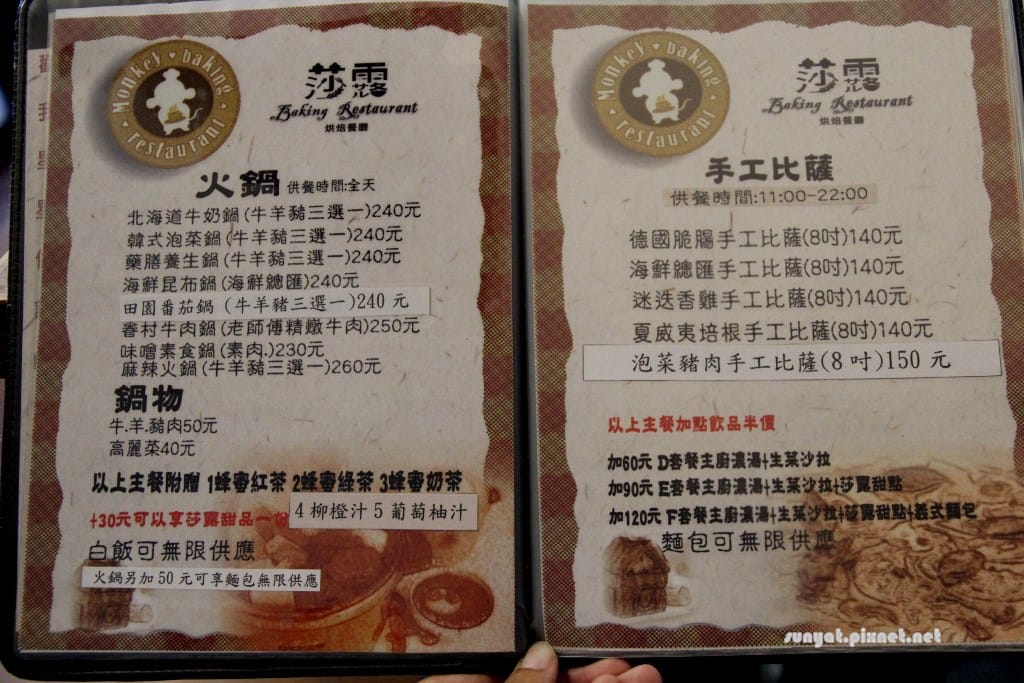 Monkey ♥ baking ♥ restaurant
莎露
Baking Restaurant
烘焙餐廳
火鍋 供餐時間:全天
北海道牛奶鍋(牛羊豬三選一)240元
韓式泡菜鍋(牛羊豬三選一)240元
藥膳養生鍋(牛羊豬三選一)240元
海鮮昆布鍋(海鮮總匯)240元
田園番茄鍋 (牛羊豬三選一)240 元
眷村牛肉鍋(老師傅精燉牛肉)250元
味噌素食鍋(素肉.)230元
麻辣火鍋(牛羊豬三選一)260元
鍋物
牛.羊.豬肉50元
高麗菜40元
以上主餐附贈 1蜂蜜紅茶 2蜂蜜綠茶 3蜂蜜奶茶
4 柳橙汁 5 葡萄柚汁
+30元可以享莎露甜品一份
白飯可無限供應
火鍋另加 50 元可享麵包無限供應
Monkey ♥ baking ♥ restaurant
莎露
Baking Restaurant
烘焙餐廳
手工比薩
供餐時間:11:00-22:00
德國脆腸手工比薩(8吋)140元
海鮮總匯手工比薩(8吋)140元
迷迭香雞手工比薩(8吋)140元
夏威夷培根手工比薩(8吋)140元
泡菜豬肉手工比薩(8 吋)150 元
以上主餐加點飲品半價
加60元 D套餐主廚濃湯+生菜沙拉
加90元 E套餐主廚濃湯+生菜沙拉+莎露甜點
加120元 F套餐主廚濃湯+生菜沙拉+莎露甜點+義式麵包
麵包可無限供應
sunyat.pixnet.net